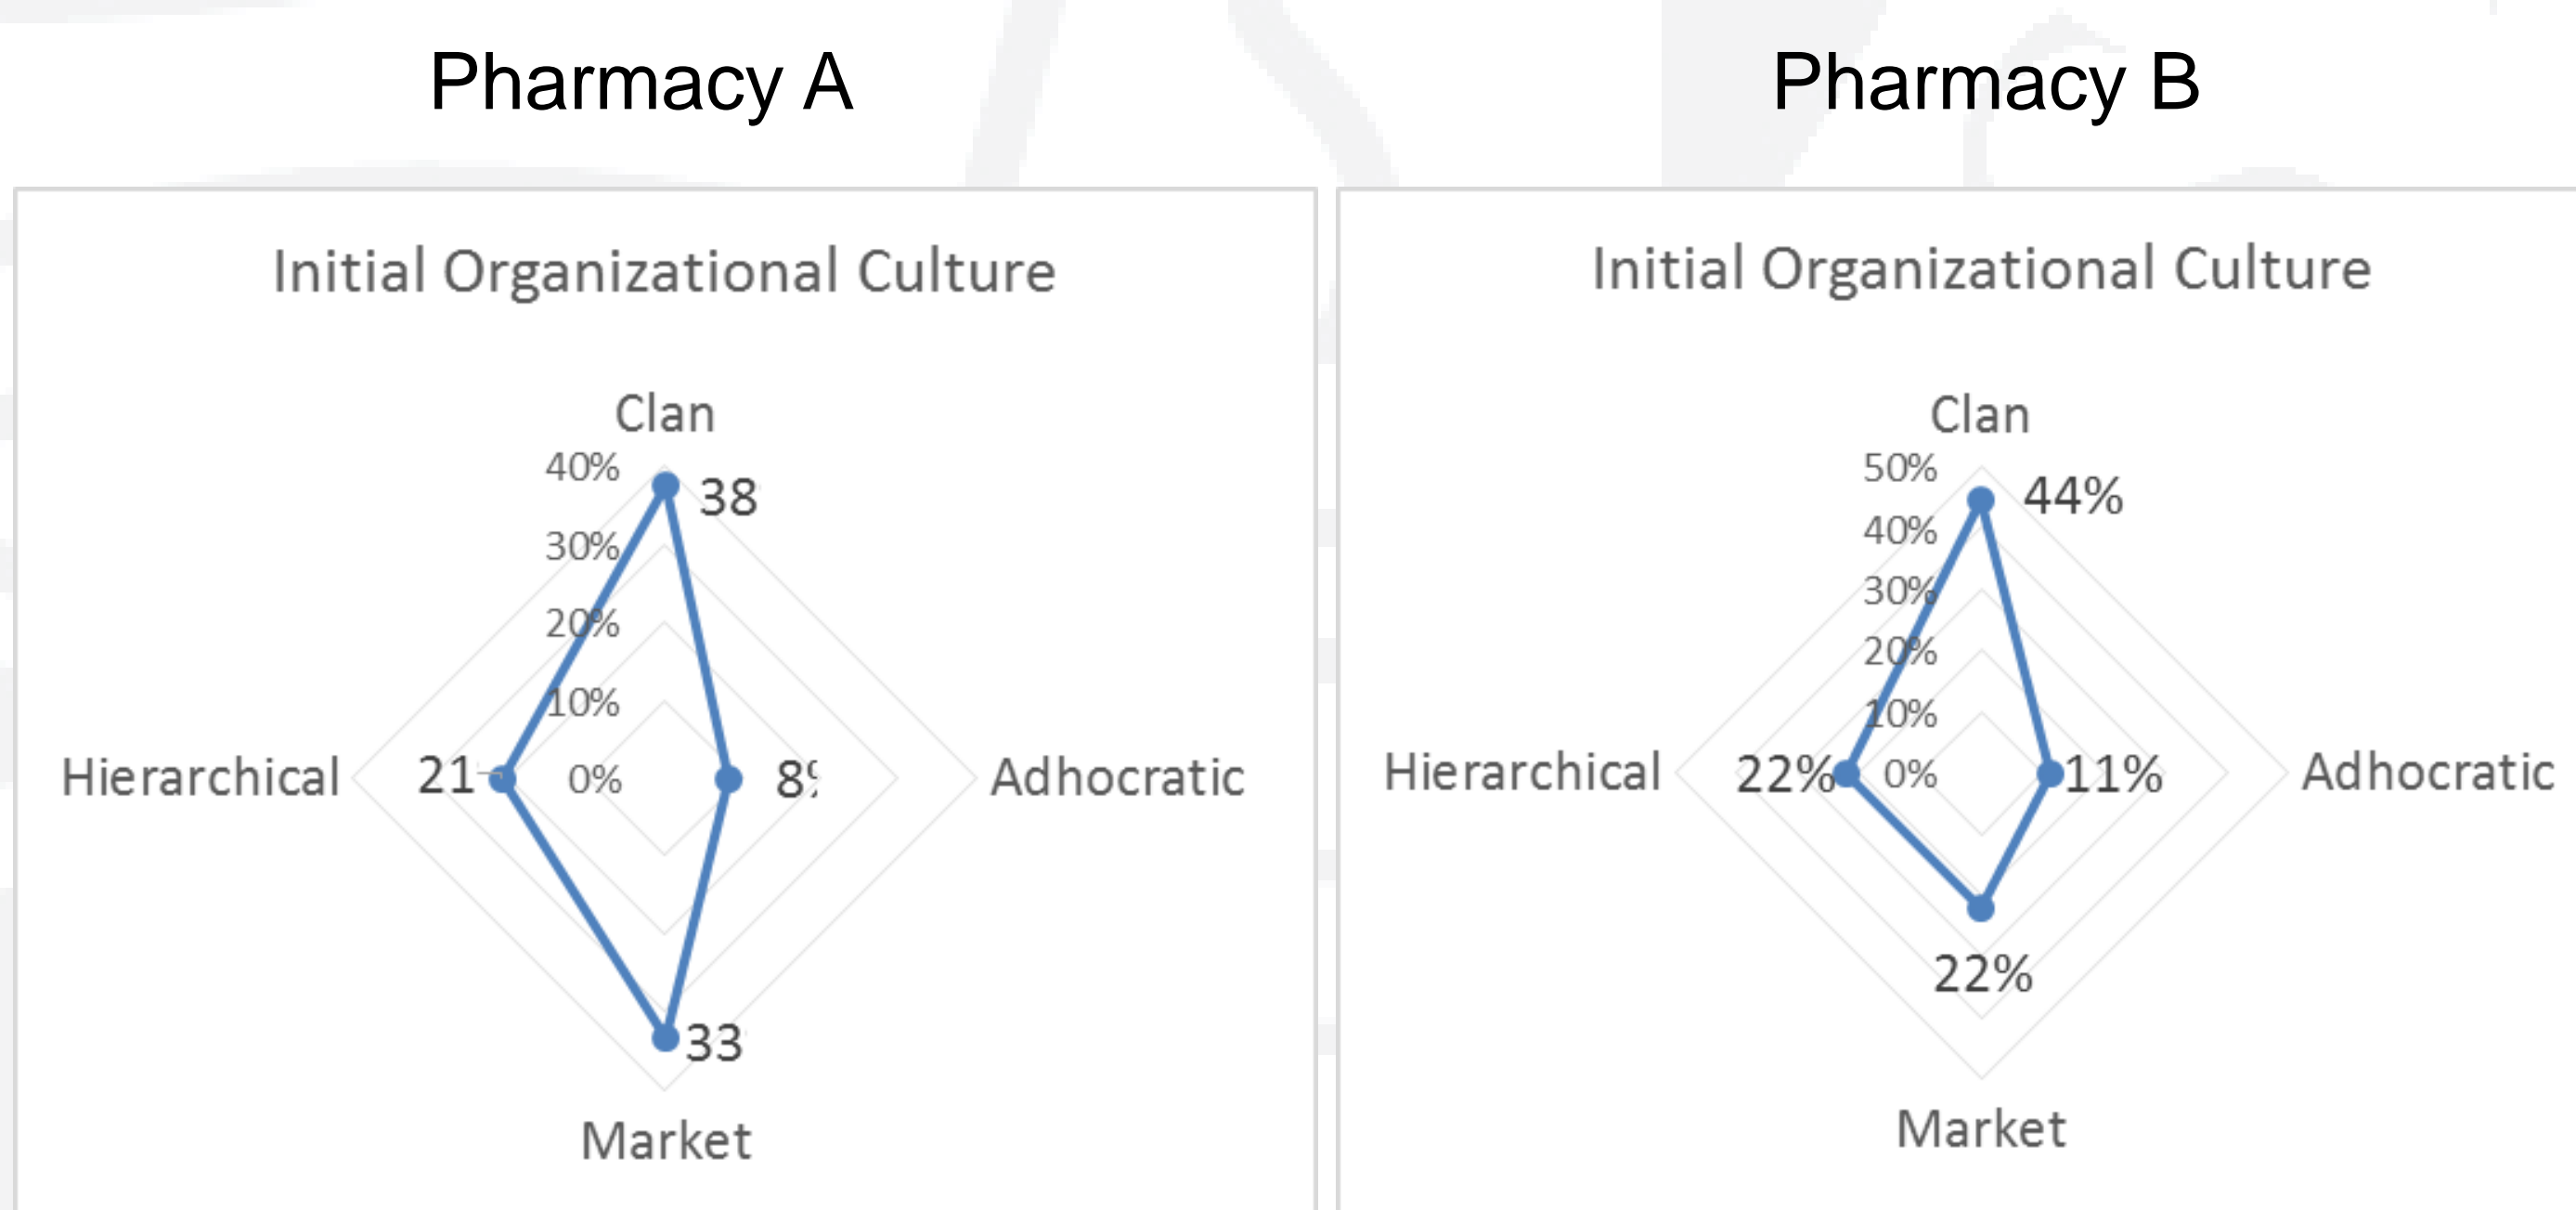 Pharmacy A
Pharmacy B
Initial Organizational Culture
Clan
40%
38
30%
20%
10%
Hierarchical
21
0%
8
Adhocratic
33
Market
Initial Organizational Culture
Clan
50%
44%
40%
30%
20%
10%
Hierarchical
22%
0%
11%
Adhocratic
22%
Market